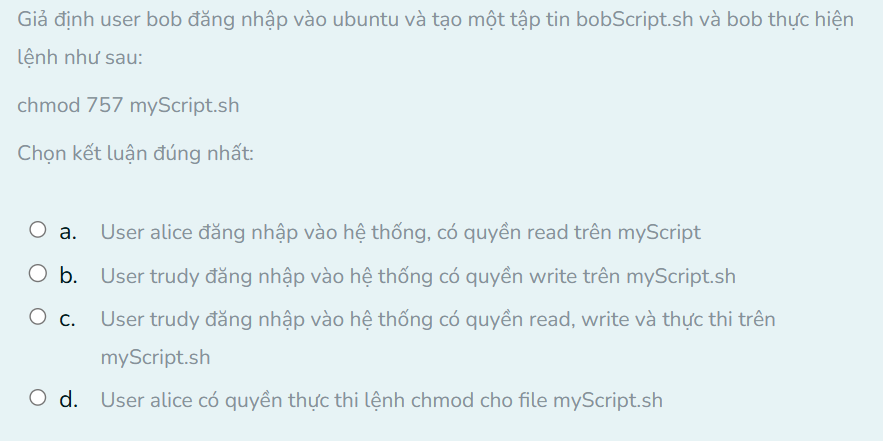 Giả định user bob đăng nhập vào ubuntu và tạo một tập tin bobScript.sh và bob thực hiện
lệnh như sau:
chmod 757 myScript.sh
Chọn kết luận đúng nhất:
a. User alice đăng nhập vào hệ thống, có quyền read trên myScript
b. User trudy đăng nhập vào hệ thống có quyền write trên myScript.sh
c. User trudy đăng nhập vào hệ thống có quyền read, write và thực thi trên
myScript.sh
d. User alice có quyền thực thi lệnh chmod cho file myScript.sh